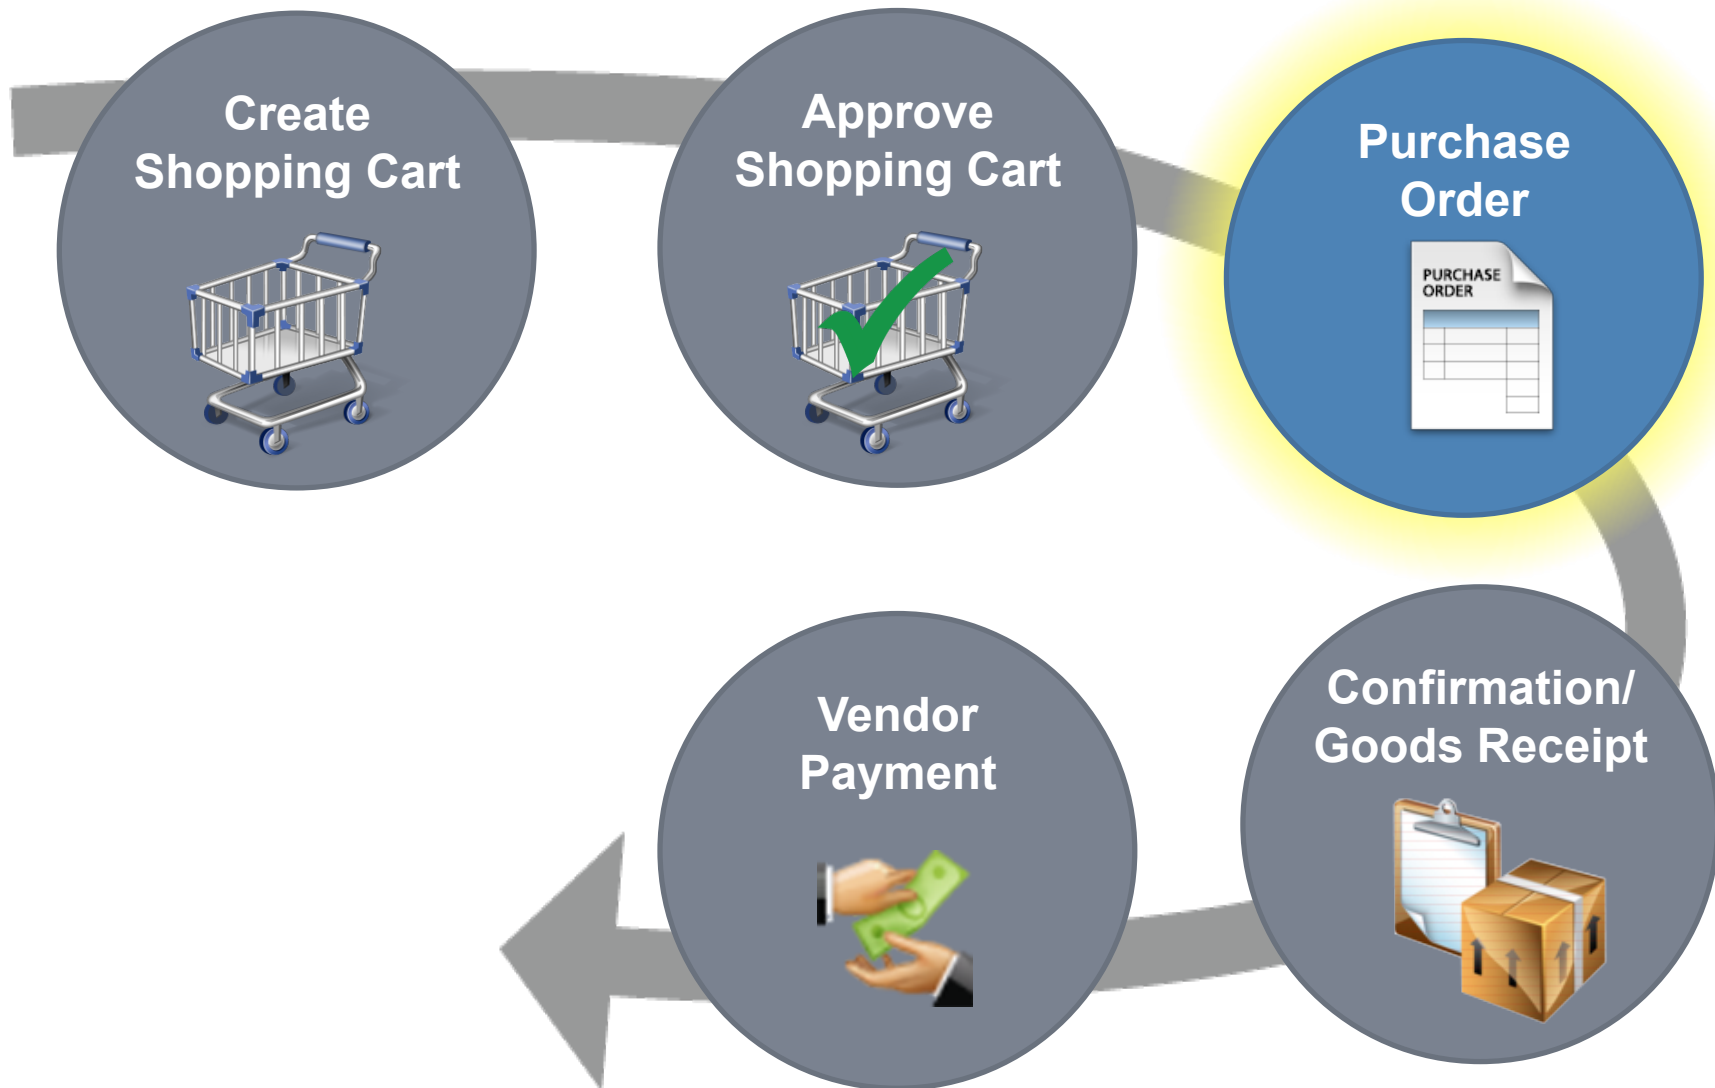 Create
Shopping Cart
Approve
Shopping Cart
Purchase
Order
PURCHASE
ORDER
Confirmation/
Goods Receipt
Vendor
Payment